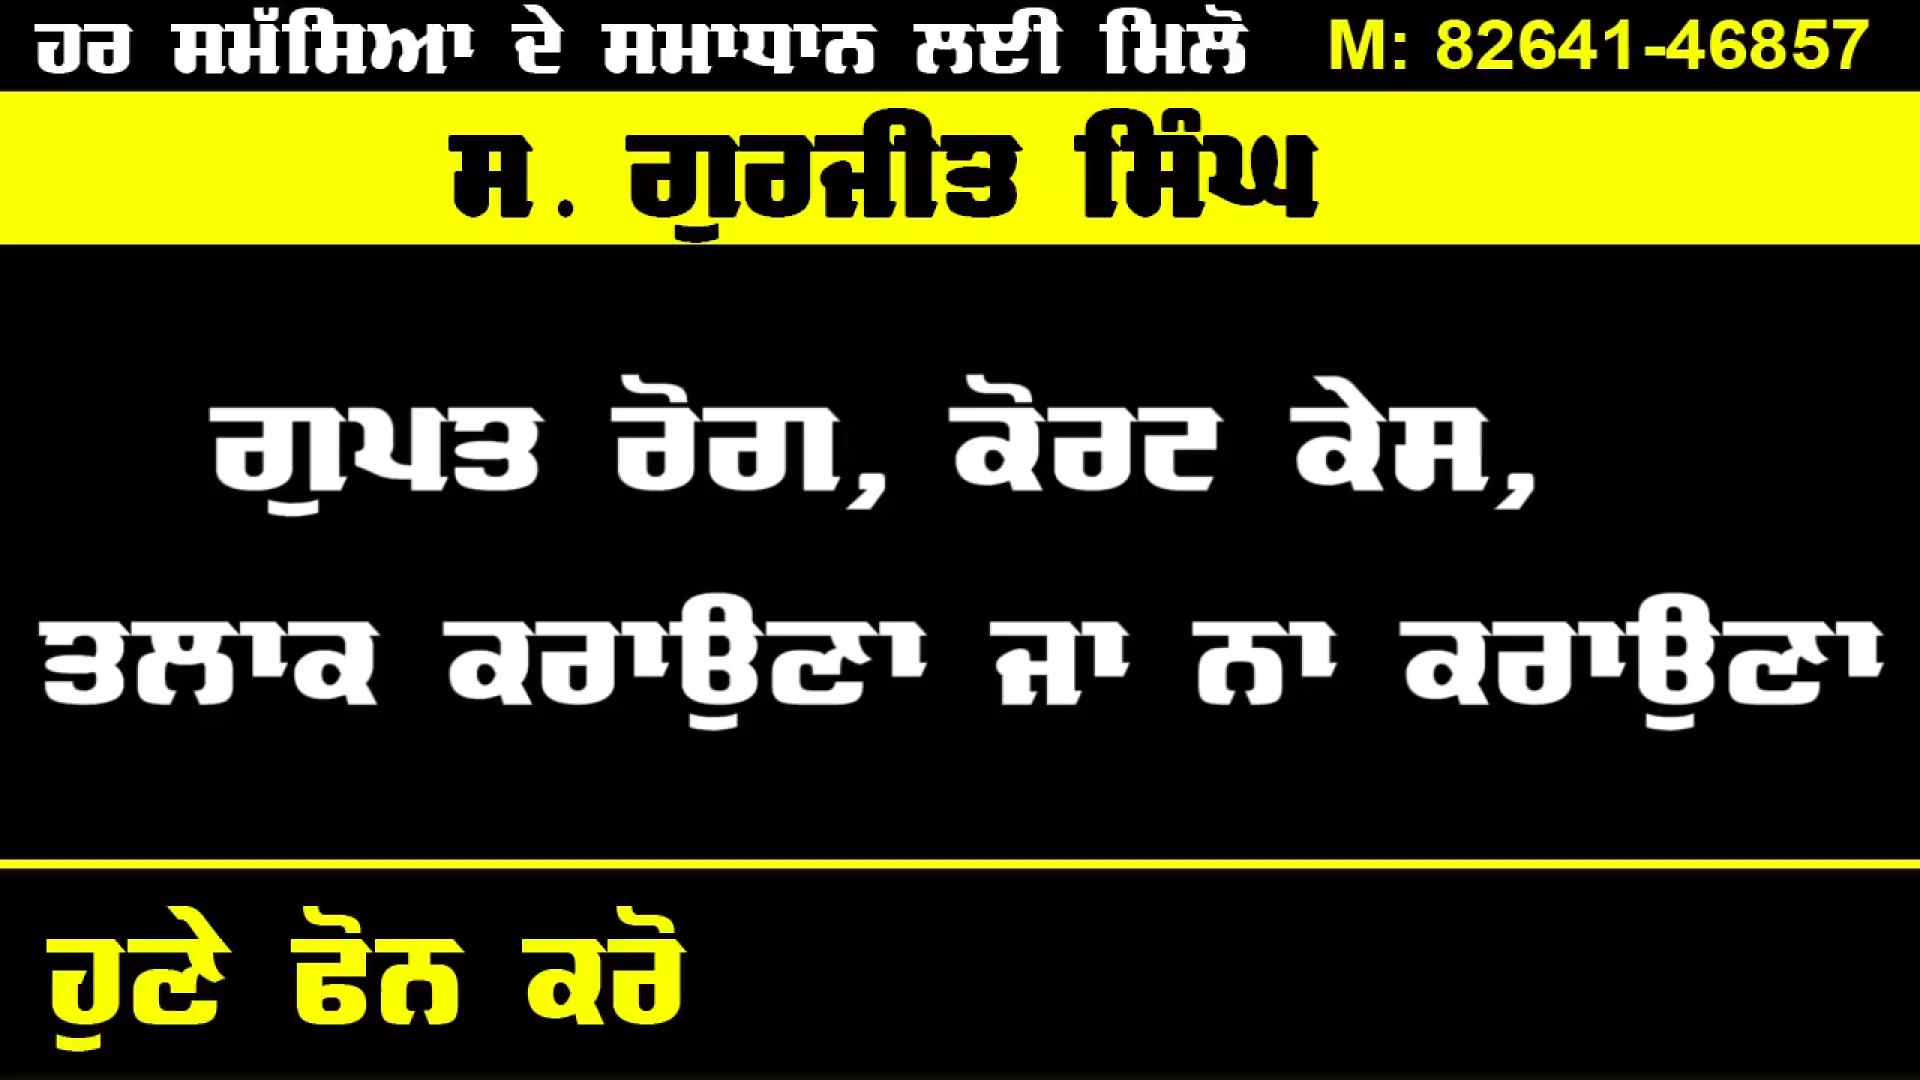 ਹਰ ਸਮੱਸਿਆ ਦੇ ਸਮਾਧਾਨ ਲਈ ਮਿਲੋ M: 82641-46857
ਸ. ਗੁਰਜੀਤ ਸਿੰਘ
ਗੁਪਤ ਰੋਗ, ਕੋਰਟ ਕੇਸ,
ਤਲਾਕ ਕਰਾਉਣਾ ਜਾ ਨਾ ਕਰਾਉਣਾ
ਹੁਣੇ ਫੋਨ ਕਰੋ